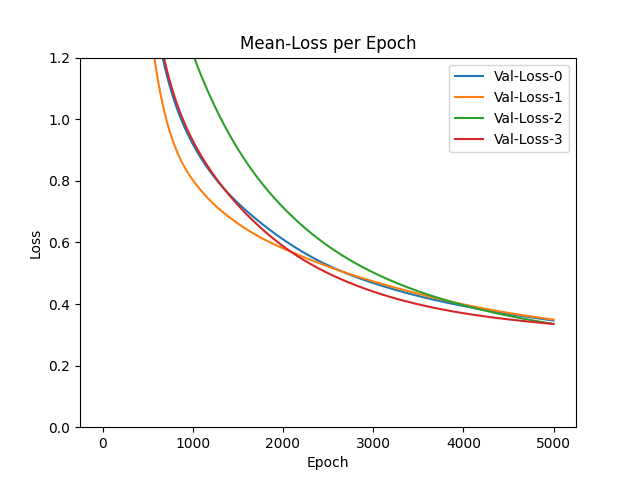 Mean-Loss per Epoch
1.2
1.0
0.8
0.6
0.4
0.2
0.0
Loss
Val-Loss-0
Val-Loss-1
Val-Loss-2
Val-Loss-3
0 1000 2000 3000 4000 5000
Epoch